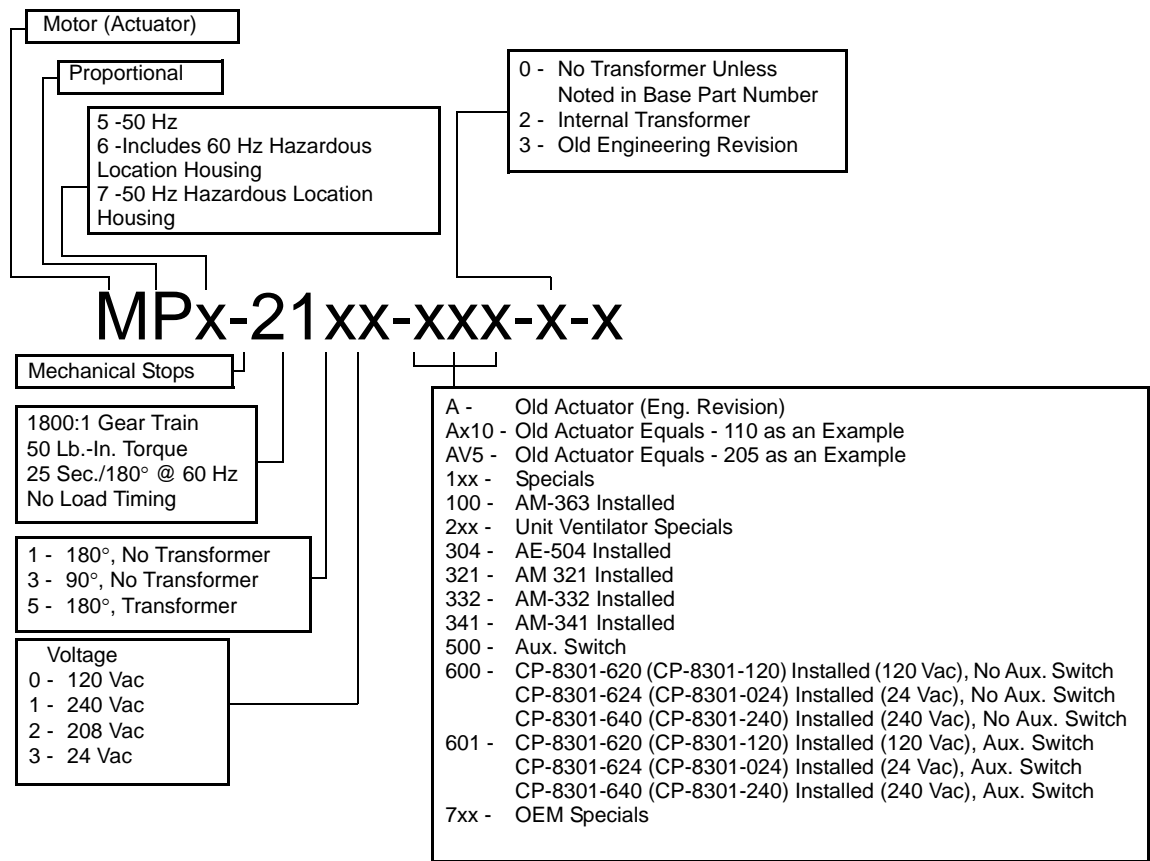 Motor (Actuator)
Proportional
5 -50 Hz
6 -Includes 60 Hz Hazardous
Location Housing
7 -50 Hz Hazardous Location
Housing
0 - No Transformer Unless
Noted in Base Part Number
2 - Internal Transformer
3 - Old Engineering Revision
MPx-21xx-xxx-x-x
Mechanical Stops
1800:1 Gear Train
50 Lb.-In. Torque
25 Sec./180° @ 60 Hz
No Load Timing
1 - 180°, No Transformer
3 - 90°, No Transformer
5 - 180°, Transformer
Voltage
0 - 120 Vac
1 - 240 Vac
2 - 208 Vac
3 - 24 Vac
A - Old Actuator (Eng. Revision)
Ax10 - Old Actuator Equals - 110 as an Example
AV5 - Old Actuator Equals - 205 as an Example
1xx - Specials
100 - AM-363 Installed
2xx - Unit Ventilator Specials
304 - AE-504 Installed
321 - AM 321 Installed
332 - AM-332 Installed
341 - AM-341 Installed
500 - Aux. Switch
600 - CP-8301-620 (CP-8301-120) Installed (120 Vac), No Aux. Switch
CP-8301-624 (CP-8301-024) Installed (24 Vac), No Aux. Switch
CP-8301-640 (CP-8301-240) Installed (240 Vac), No Aux. Switch
601 - CP-8301-620 (CP-8301-120) Installed (120 Vac), Aux. Switch
CP-8301-624 (CP-8301-024) Installed (24 Vac), Aux. Switch
CP-8301-640 (CP-8301-240) Installed (240 Vac), Aux. Switch
7xx - OEM Specials